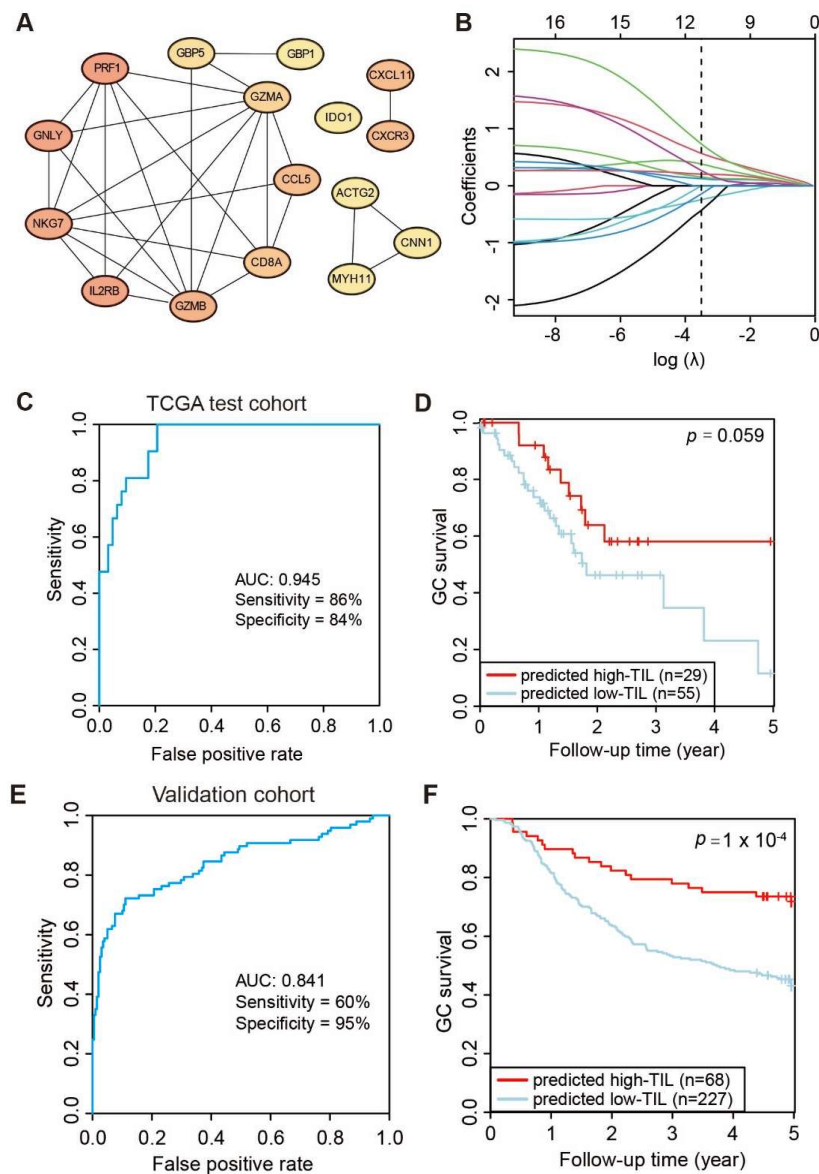 A
GBP5
GBP1
PRF1
CXCL11
GZMA
IDO1
GNLY
CXCR3
CCL5
ACTG2
NKG7
CNN1
CD8A
MYH11
IL2RB
GZMB
B
16 15 13 12 9 0
Coefficients
2
1
0
-1
-2
-8 -6 -4 -2 0
log (λ)
C
TCGA test cohort
Sensitivity
1.0
0.8
0.6
0.4
0.2
0.0
AUC: 0.945
Sensitivity = 86%
Specificity = 84%
0.0 0.2 0.4 0.6 0.8 1.0
False positive rate
D
p = 0.059
GC survival
1.0
0.8
0.6
0.4
0.2
0.0
predicted high-TIL (n=29)
predicted low-TIL (n=55)
0 1 2 3 4 5
Follow-up time (year)
E
Validation cohort
Sensitivity
1.0
0.8
0.6
0.4
0.2
0.0
AUC: 0.841
Sensitivity = 60%
Specificity = 95%
0.0 0.2 0.4 0.6 0.8 1.0
False positive rate
F
p = 1 x 10-4
GC survival
1.0
0.8
0.6
0.4
0.2
0.0
predicted high-TIL (n=68)
predicted low-TIL (n=227)
0 1 2 3 4 5
Follow-up time (year)